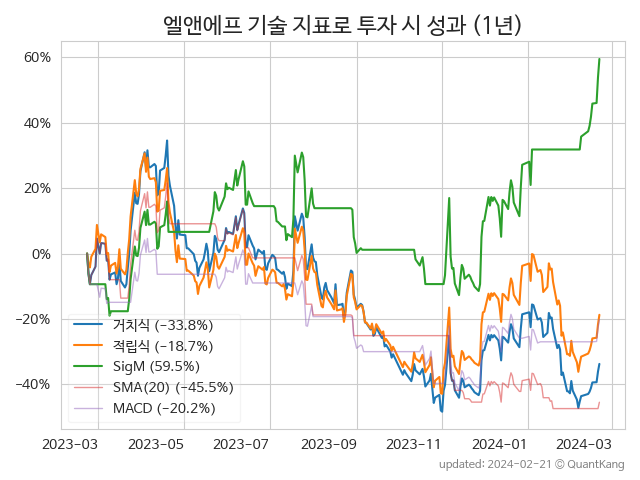 엘앤에프 기술 지표로 투자 시 성과 (1년)
60%
40%
20%
0%
−20%
−40%
거치식 (−33.8%)
적립식 (−18.7%)
SigM (59.5%)
SMA(20) (−45.5%)
MACD (−20.2%)
2023-03 2023-05 2023-07 2023-09 2023-11 2024-01 2024-03
updated: 2024-02-21 © QuantKang